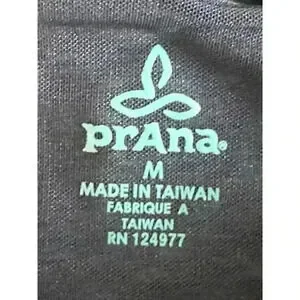 prAna®
M
MADE IN TAIWAN
FABRIQUE A
TAIWAN
RN 124977